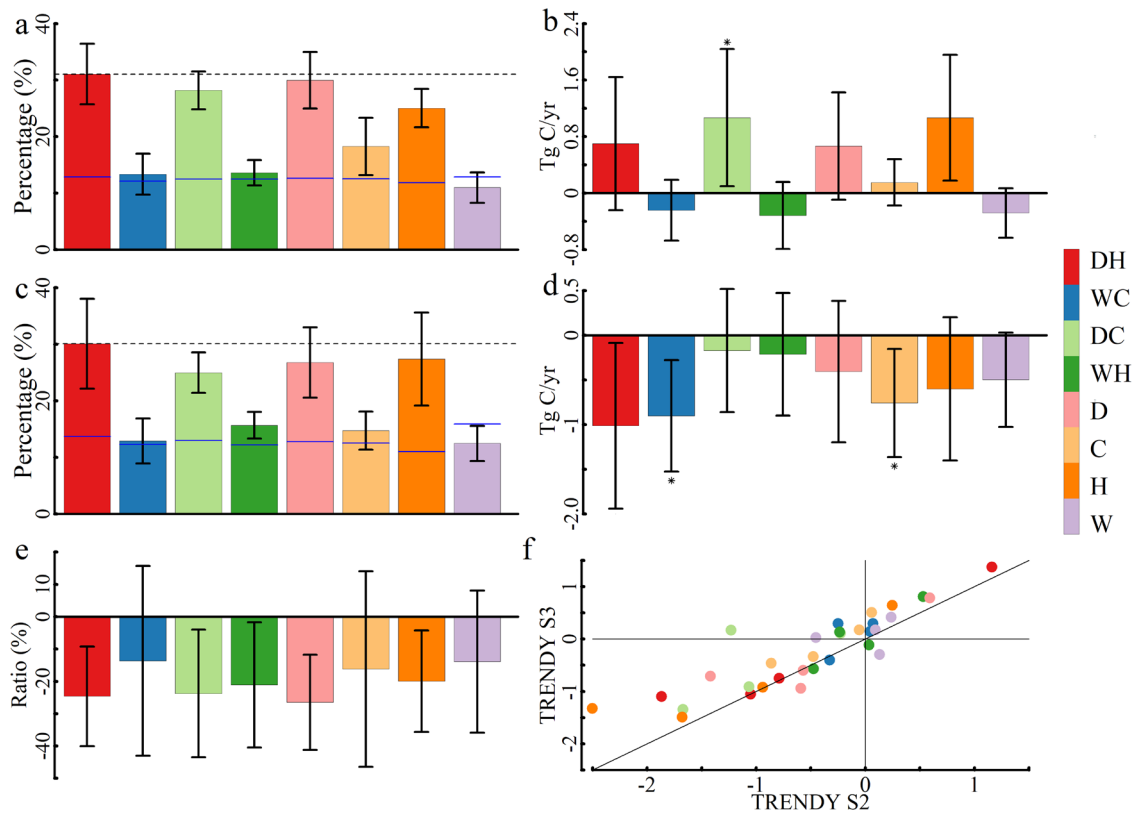 a
Percentage (%)
40
20
0
b
Tg C/yr
2.4
1.6
0.8
0
-0.8
*
c
Percentage (%)
40
20
0
d
Tg C/yr
0.5
0
-1
-2.0
*
*
DH
WC
DC
WH
D
C
H
W
e
Ratio (%)
10
0
-20
-40
f
TRENDY S3
1
0
-1
-2
-2
-1
0
1
TRENDY S2